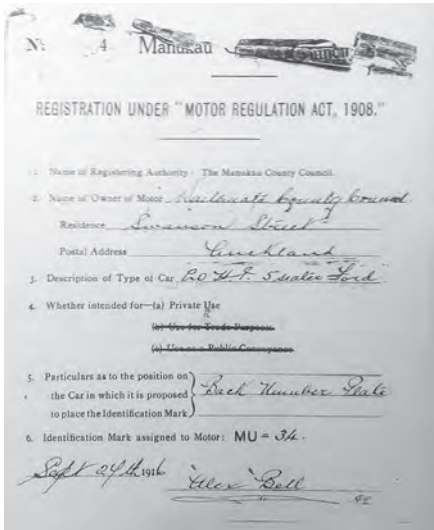 Nº 4 Manukau
REGISTRATION UNDER "MOTOR REGULATION ACT, 1908."
1. Name of Registering Authority: The Manukau County Council.
2. Name of Owner of Motor Waitemata County Council
Residence Swanson Street
Postal Address Auckland
3. Description of Type of Car 20 H.P. 5 seater Ford
4. Whether intended for—(a) Private Use
(b) Use for Trade Purposes.
(c) Use as a Public Conveyance.
5. Particulars as to the position on
the Car in which it is proposed
to place the Identification Mark
Back Number Plate
6. Identification Mark assigned to Motor: MU = 34.
Sept 27th 1916 "Alex" Bell